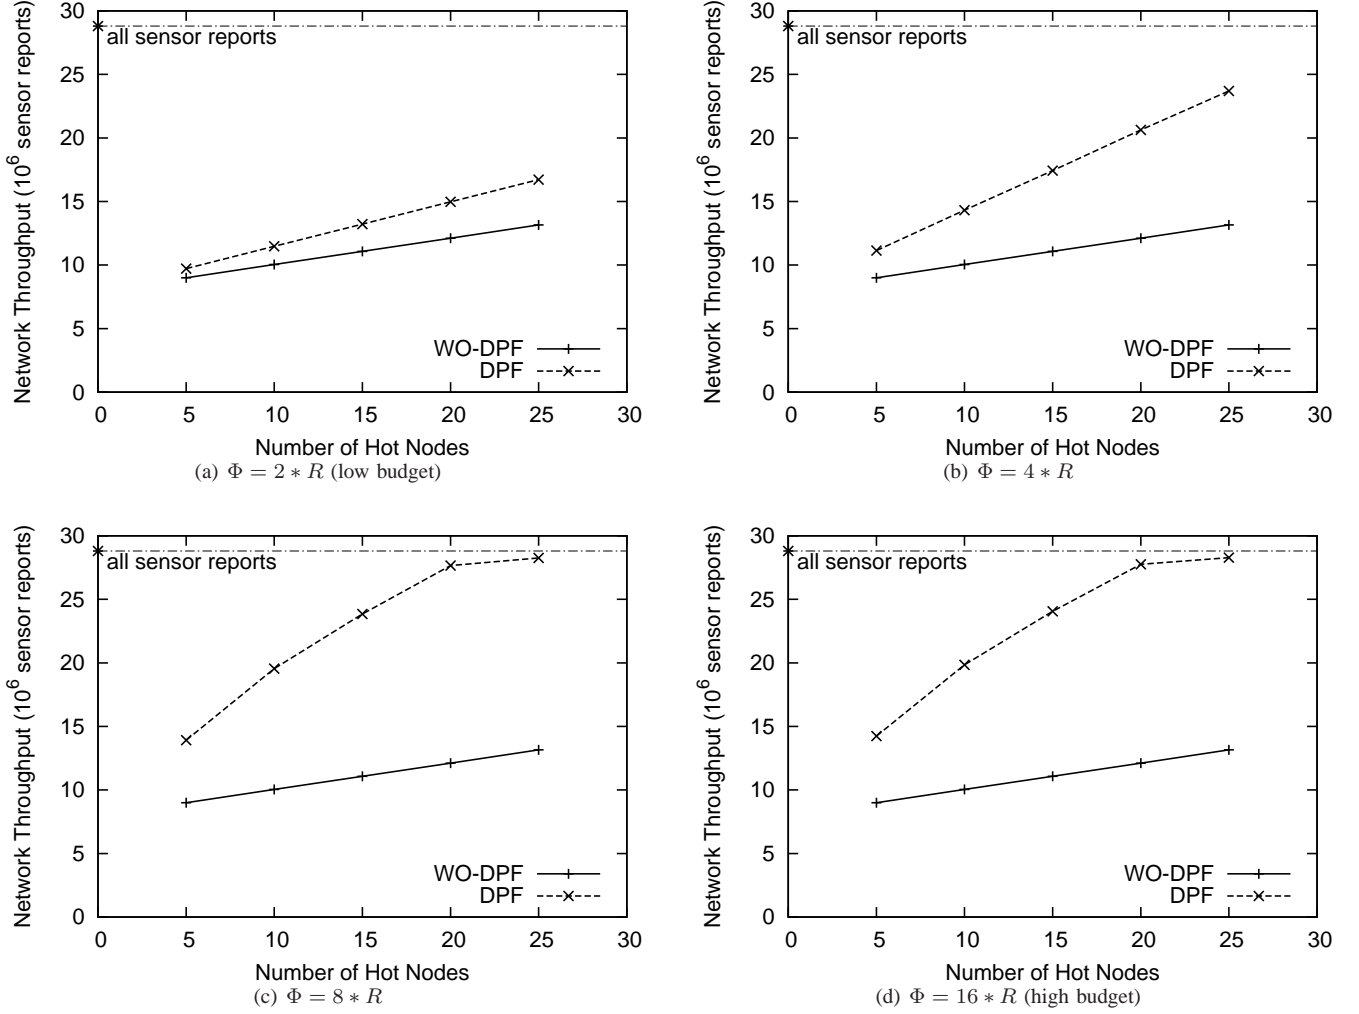 Network Throughput (10^6 sensor reports)
30
25
20
15
10
5
0
all sensor reports
WO-DPF
DPF
0 5 10 15 20 25 30
Number of Hot Nodes
(a) Φ = 2 ∗ R (low budget)
Network Throughput (10^6 sensor reports)
30
25
20
15
10
5
0
all sensor reports
WO-DPF
DPF
0 5 10 15 20 25 30
Number of Hot Nodes
(b) Φ = 4 ∗ R
Network Throughput (10^6 sensor reports)
30
25
20
15
10
5
0
all sensor reports
WO-DPF
DPF
0 5 10 15 20 25 30
Number of Hot Nodes
(c) Φ = 8 ∗ R
Network Throughput (10^6 sensor reports)
30
25
20
15
10
5
0
all sensor reports
WO-DPF
DPF
0 5 10 15 20 25 30
Number of Hot Nodes
(d) Φ = 16 ∗ R (high budget)